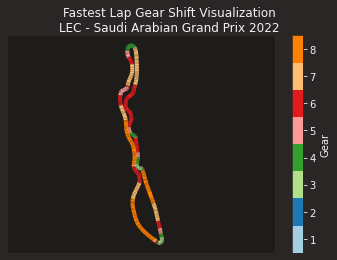 Fastest Lap Gear Shift Visualization
LEC - Saudi Arabian Grand Prix 2022
8
7
6
5
4
3
2
1
Gear